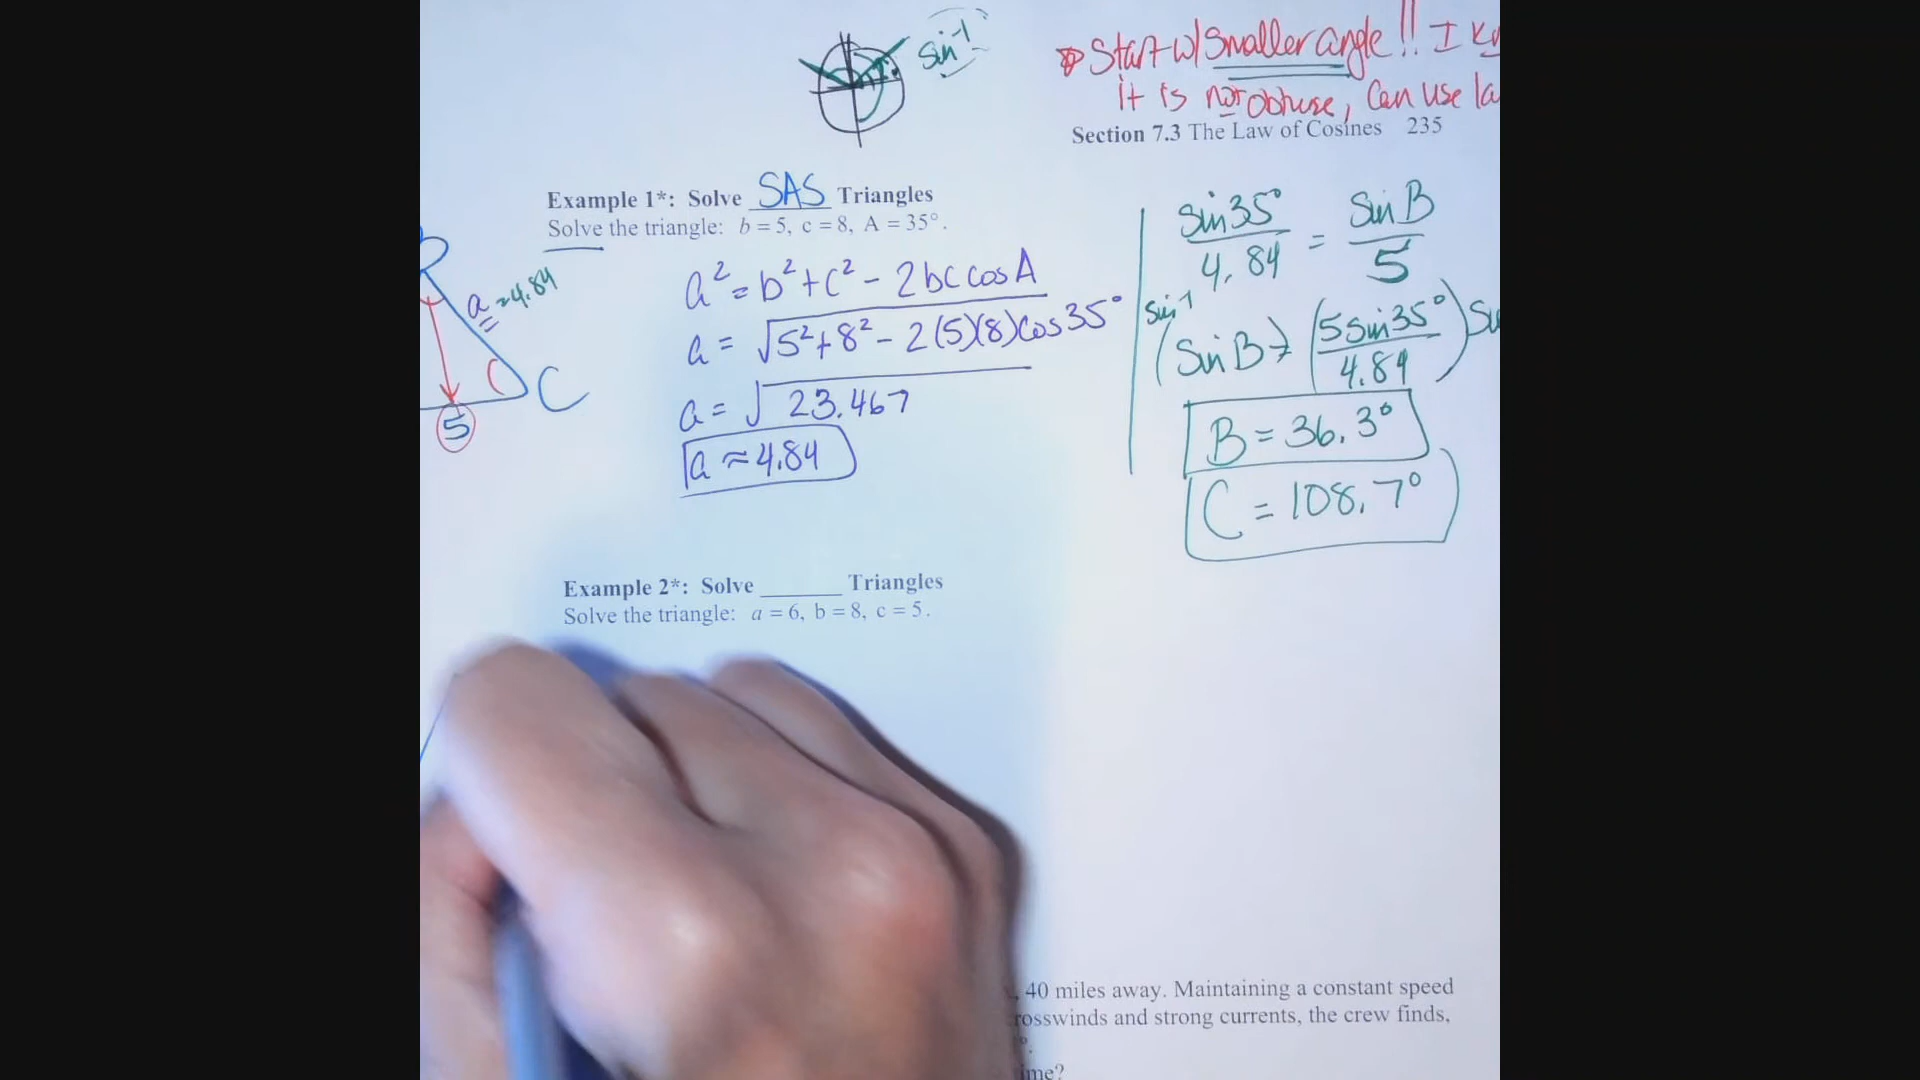 sin⁻¹
Start w/ smaller angle!! I
it is not obtuse, Can use
Section 7.3 The Law of Cosines 235
Example 1*: Solve SAS Triangles
Solve the triangle: b = 5, c = 8, A = 35°.
a ≈ 4.84
C
5
a² = b² + c² - 2bc cos A
a = √5² + 8² - 2(5)(8)cos 35°
a = √23.467
a ≈ 4.84
sin 35° / 4.84 = sin B / 5
sin⁻¹ (sin B) = (5 sin 35° / 4.84)
B = 36.3°
C = 108.7°
Example 2*: Solve ______ Triangles
Solve the triangle: a = 6, b = 8, c = 5.
40 miles away. Maintaining a constant speed
and strong currents, the crew finds,